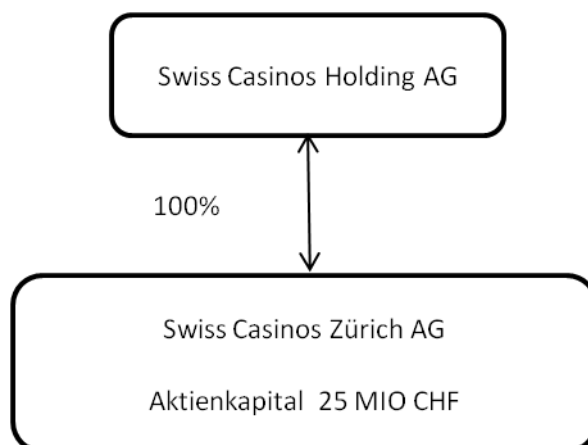 Swiss Casinos Holding AG
100%
Swiss Casinos Zürich AG
Aktienkapital 25 MIO CHF